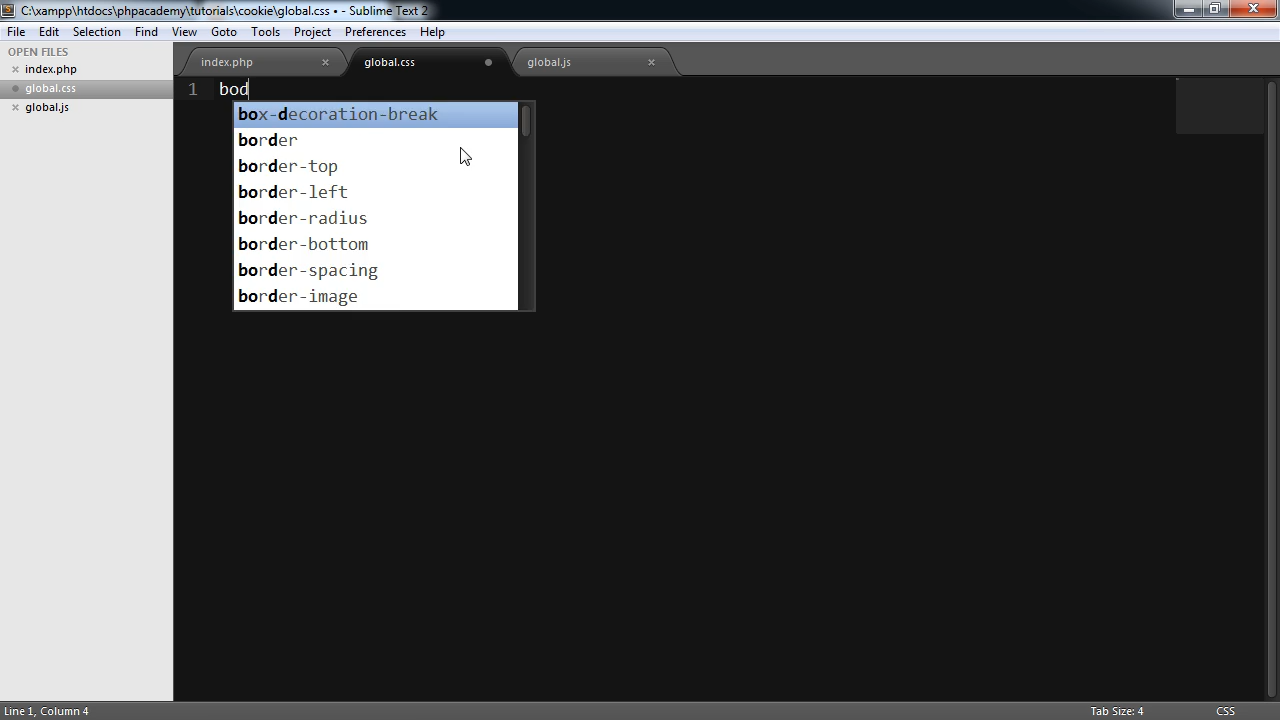 C:\xampp\htdocs\phpacademy\tutorials\cookie\global.css • - Sublime Text 2
File Edit Selection Find View Goto Tools Project Preferences Help
OPEN FILES
index.php
global.css
global.js
index.php global.css global.js
1 bod
box-decoration-break
border
border-top
border-left
border-radius
border-bottom
border-spacing
border-image
Line 1, Column 4 Tab Size: 4 CSS